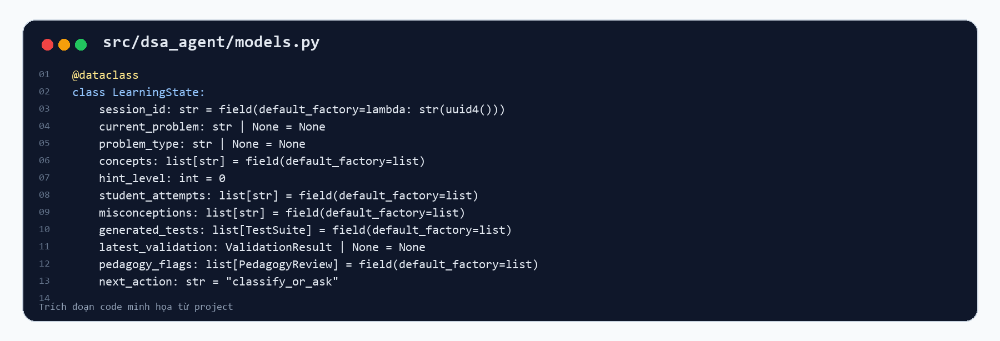 src/dsa_agent/models.py
01 @dataclass
02 class LearningState:
03     session_id: str = field(default_factory=lambda: str(uuid4()))
04     current_problem: str | None = None
05     problem_type: str | None = None
06     concepts: list[str] = field(default_factory=list)
07     hint_level: int = 0
08     student_attempts: list[str] = field(default_factory=list)
09     misconceptions: list[str] = field(default_factory=list)
10     generated_tests: list[TestSuite] = field(default_factory=list)
11     latest_validation: ValidationResult | None = None
12     pedagogy_flags: list[PedagogyReview] = field(default_factory=list)
13     next_action: str = "classify_or_ask"
14
Trích đoạn code minh họa từ project